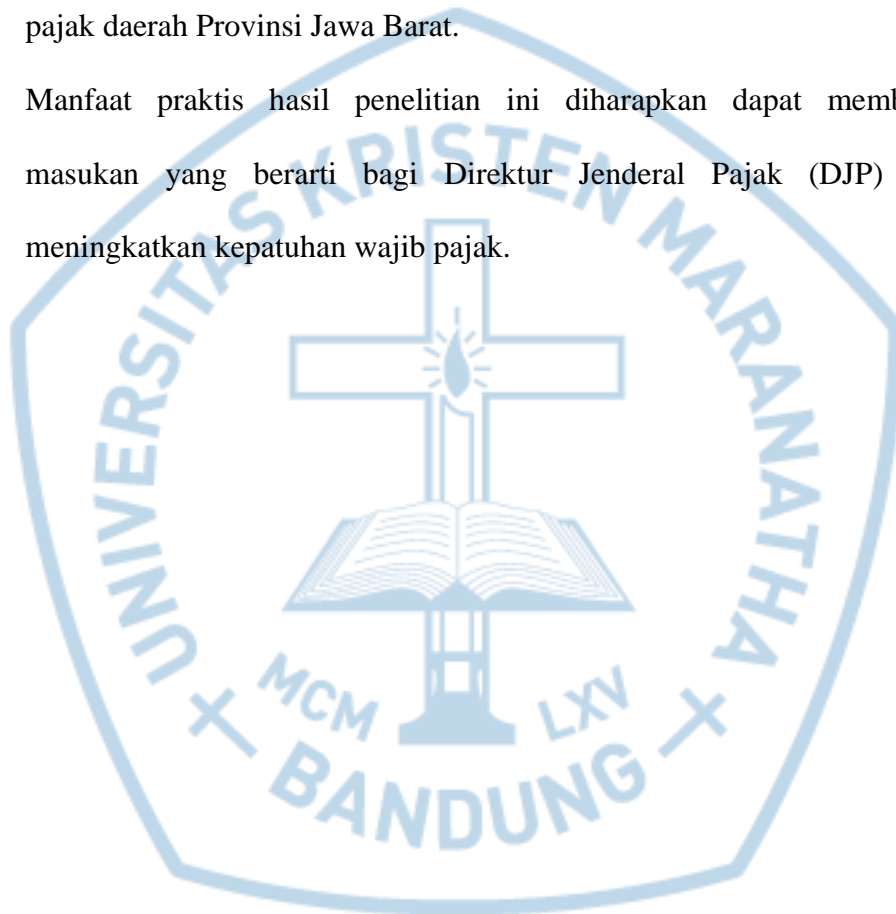 pajak daerah Provinsi Jawa Barat.
Manfaat praktis hasil penelitian ini diharapkan dapat
masukan yang berarti bagi Direktur Jenderal Pajak (DJP)
meningkatkan kepatuhan wajib pajak.
UNIVERSITAS KRISTEN MARANATHA
MCM LXV
BANDUNG